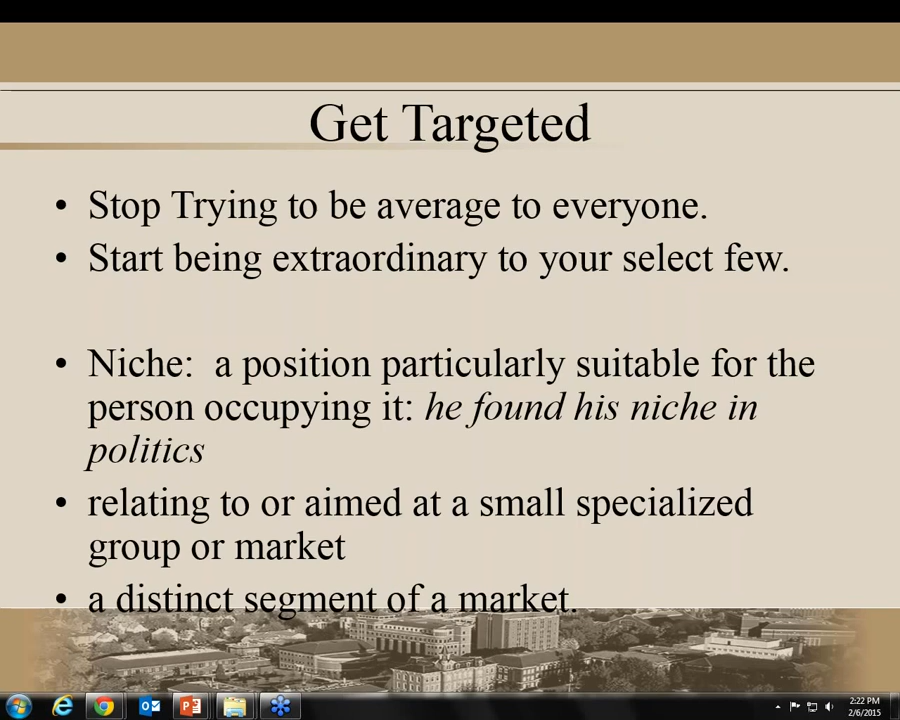 Get Targeted
• Stop Trying to be average to everyone.
• Start being extraordinary to your select few.
• Niche:  a position particularly suitable for the
person occupying it: he found his niche in
politics
• relating to or aimed at a small specialized
group or market
• a distinct segment of a market.
2:22 PM
2/6/2015